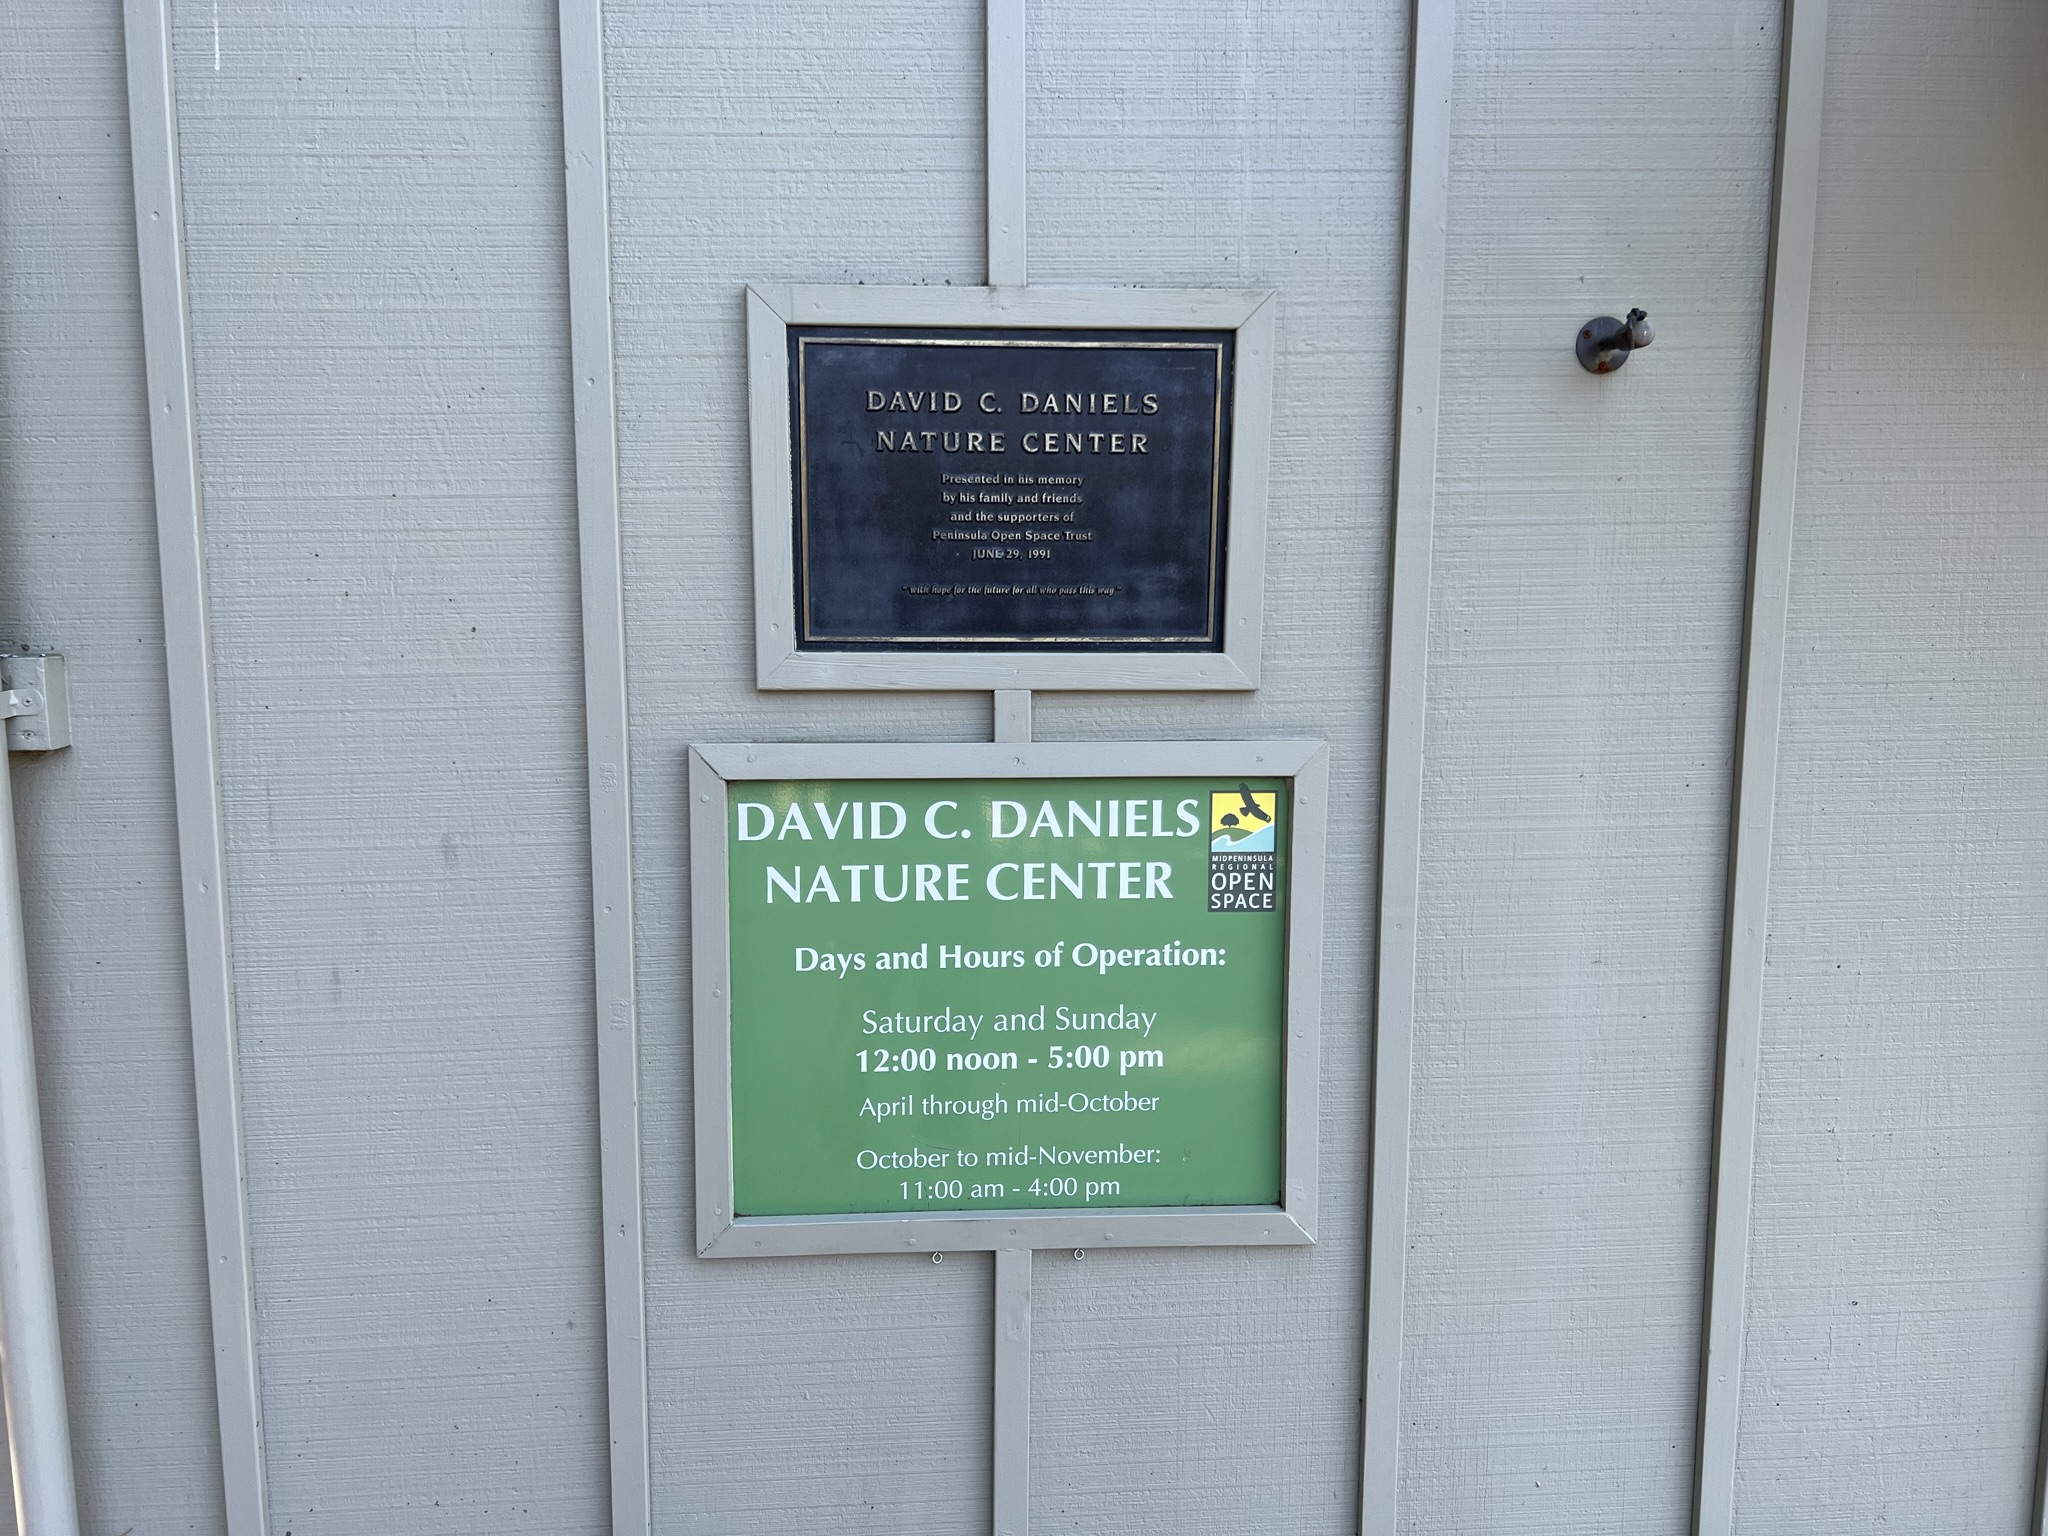 DAVID C. DANIELS
NATURE CENTER
Presented in his memory
by his family and friends
and the supporters of
Peninsula Open Space Trust
JUNE 29, 1991
"with hope for the future for all who pass this way"
DAVID C. DANIELS
NATURE CENTER
MIDPENINSULA
REGIONAL
OPEN
SPACE
Days and Hours of Operation:
Saturday and Sunday
12:00 noon - 5:00 pm
April through mid-October
October to mid-November:
11:00 am - 4:00 pm